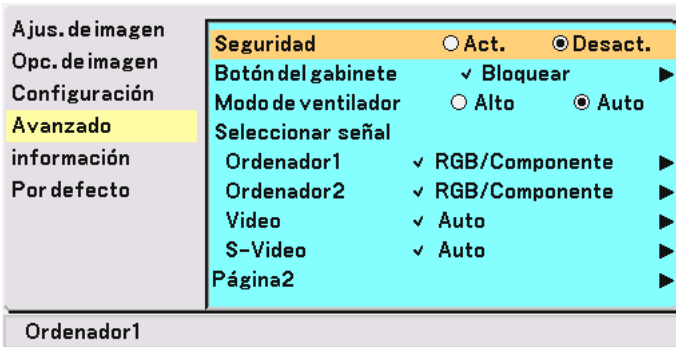 Ajus.de imagen
Opc.de imagen
Configuración
Avanzado
información
Por defecto
Seguridad Act. Desact.
Botón del gabinete Bloquear
Modo de ventilador Alto Auto
Seleccionar señal
Ordenador1 RGB/Componente
Ordenador2 RGB/Componente
Video Auto
S-Video Auto
Página2
Ordenador1